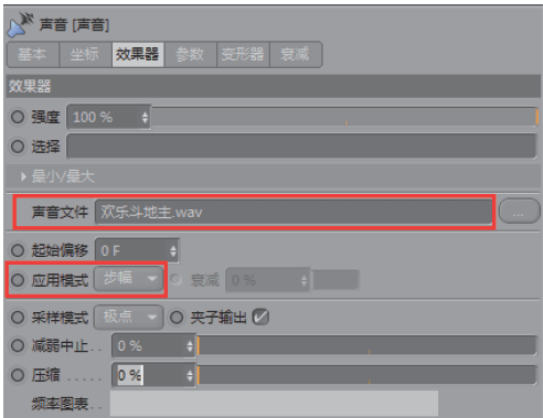 声音 [声音]
基本 坐标 效果器 参数 变形器 衰减
效果器
强度 100 %
选择
最小/最大
声音文件 欢乐斗地主.wav ...
起始偏移 0 F
应用模式 步幅 衰减 0 %
采样模式 极点 夹子输出
减弱中止.. 0 %
压缩 ..... 0 %
频率图表..